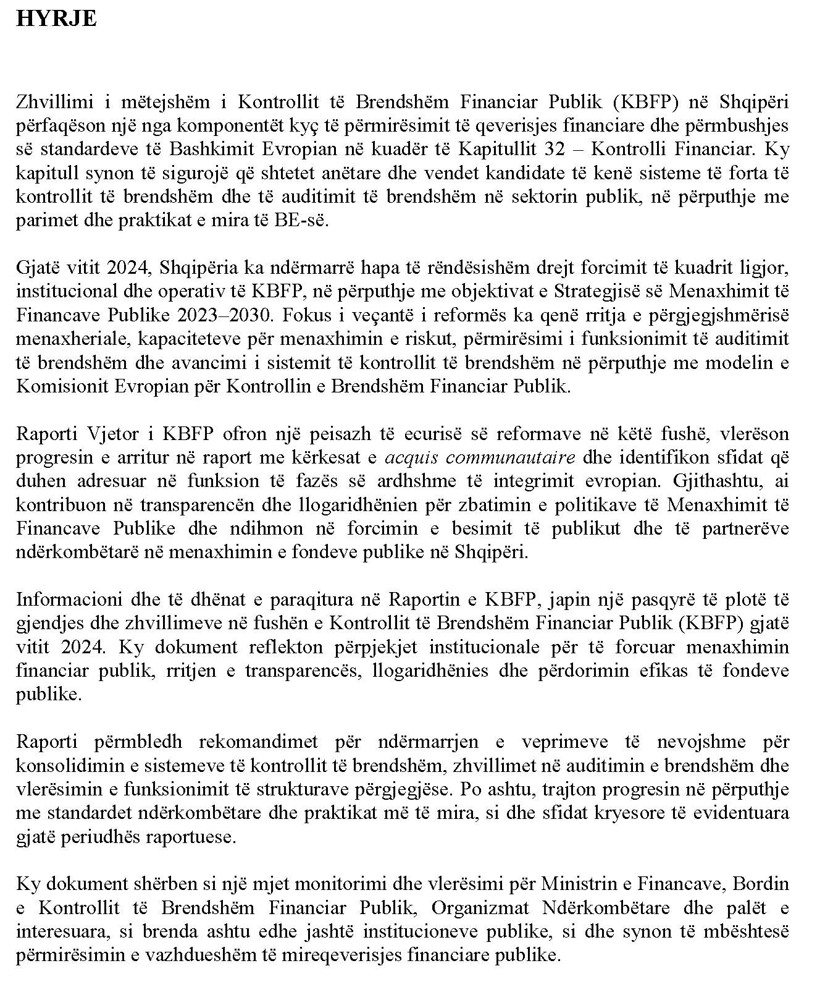 HYRJE
Zhvillimi i mëtejshëm i Kontrollit të Brendshëm Financiar Publik (KBFP) në Shqipëri
përfaqëson një nga komponentët kyç të përmirësimit të qeverisjes financiare dhe përmbushjes
së standardeve të Bashkimit Evropian në kuadër të Kapitullit 32 – Kontrolli Financiar. Ky
kapitull synon të sigurojë që shtetet anëtare dhe vendet kandidate të kenë sisteme të forta të
kontrollit të brendshëm dhe të auditimit të brendshëm në sektorin publik, në përputhje me
parimet dhe praktikat e mira të BE-së.
Gjatë vitit 2024, Shqipëria ka ndërmarrë hapa të rëndësishëm drejt forcimit të kuadrit ligjor,
institucional dhe operativ të KBFP, në përputhje me objektivat e Strategjisë së Menaxhimit të
Financave Publike 2023–2030. Fokus i veçantë i reformës ka qenë rritja e përgjegjshmërisë
menaxheriale, kapaciteteve për menaxhimin e riskut, përmirësimi i funksionimit të auditimit
të brendshëm dhe avancimi i sistemit të kontrollit të brendshëm në përputhje me modelin e
Komisionit Evropian për Kontrollin e Brendshëm Financiar Publik.
Raporti Vjetor i KBFP ofron një peisazh të ecurisë së reformave në këtë fushë, vlerëson
progresin e arritur në raport me kërkesat e acquis communautaire dhe identifikon sfidat që
duhen adresuar në funksion të fazës së ardhshme të integrimit evropian. Gjithashtu, ai
kontribuon në transparencën dhe llogaridhënien për zbatimin e politikave të Menaxhimit të
Financave Publike dhe ndihmon në forcimin e besimit të publikut dhe të partnerëve
ndërkombëtarë në menaxhimin e fondeve publike në Shqipëri.
Informacioni dhe të dhënat e paraqitura në Raportin e KBFP, japin një pasqyrë të plotë të
gjendjes dhe zhvillimeve në fushën e Kontrollit të Brendshëm Financiar Publik (KBFP) gjatë
vitit 2024. Ky dokument reflekton përpjekjet institucionale për të forcuar menaxhimin
financiar publik, rritjen e transparencës, llogaridhënies dhe përdorimin efikas të fondeve
publike.
Raporti përmbledh rekomandimet për ndërmarrjen e veprimeve të nevojshme për
konsolidimin e sistemeve të kontrollit të brendshëm, zhvillimet në auditimin e brendshëm dhe
vlerësimin e funksionimit të strukturave përgjegjëse. Po ashtu, trajton progresin në përputhje
me standardet ndërkombëtare dhe praktikat më të mira, si dhe sfidat kryesore të evidentuara
gjatë periudhës raportuese.
Ky dokument shërben si një mjet monitorimi dhe vlerësimi për Ministrin e Financave, Bordin
e Kontrollit të Brendshëm Financiar Publik, Organizmat Ndërkombëtare dhe palët e
interesuara, si brenda ashtu edhe jashtë institucioneve publike, si dhe synon të mbështesë
përmirësimin e vazhdueshëm të mireqeverisjes financiare publike.